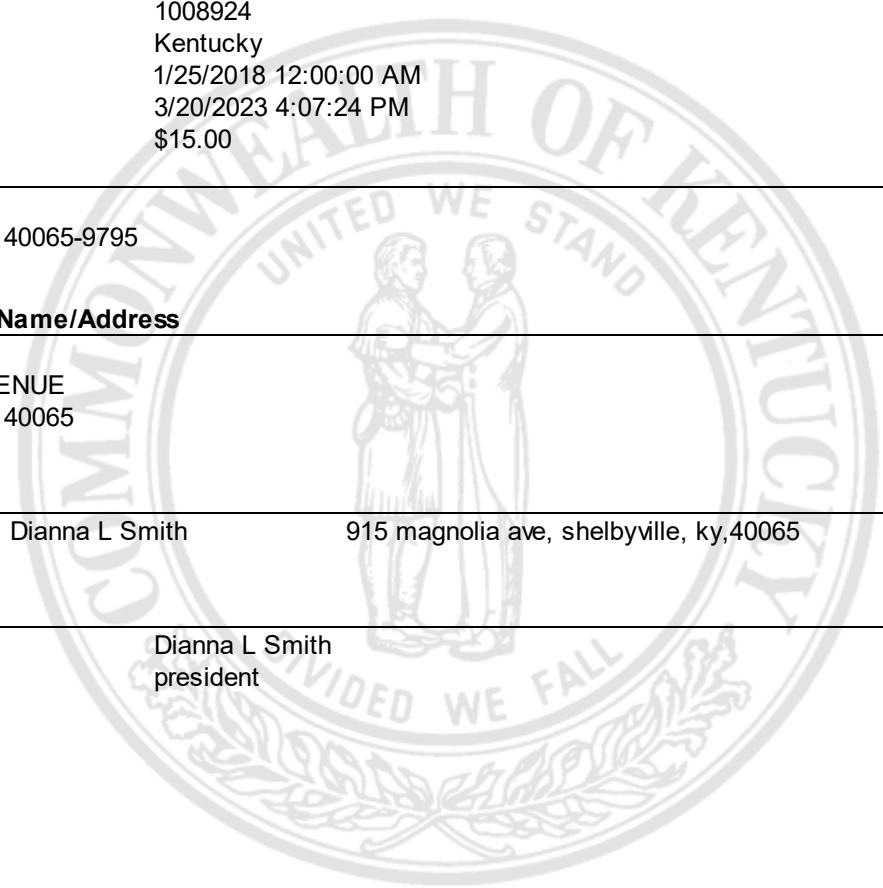 1008924
Kentucky
1/25/2018 12:00:00 AM
3/20/2023 4:07:24 PM
$15.00
40065-9795
Name/Address
ENUE
40065
Dianna L Smith 915 magnolia ave, shelbyville, ky,40065
Dianna L Smith
president
COMMONWEALTH OF KENTUCKY
UNITED WE STAND
DIVIDED WE FALL